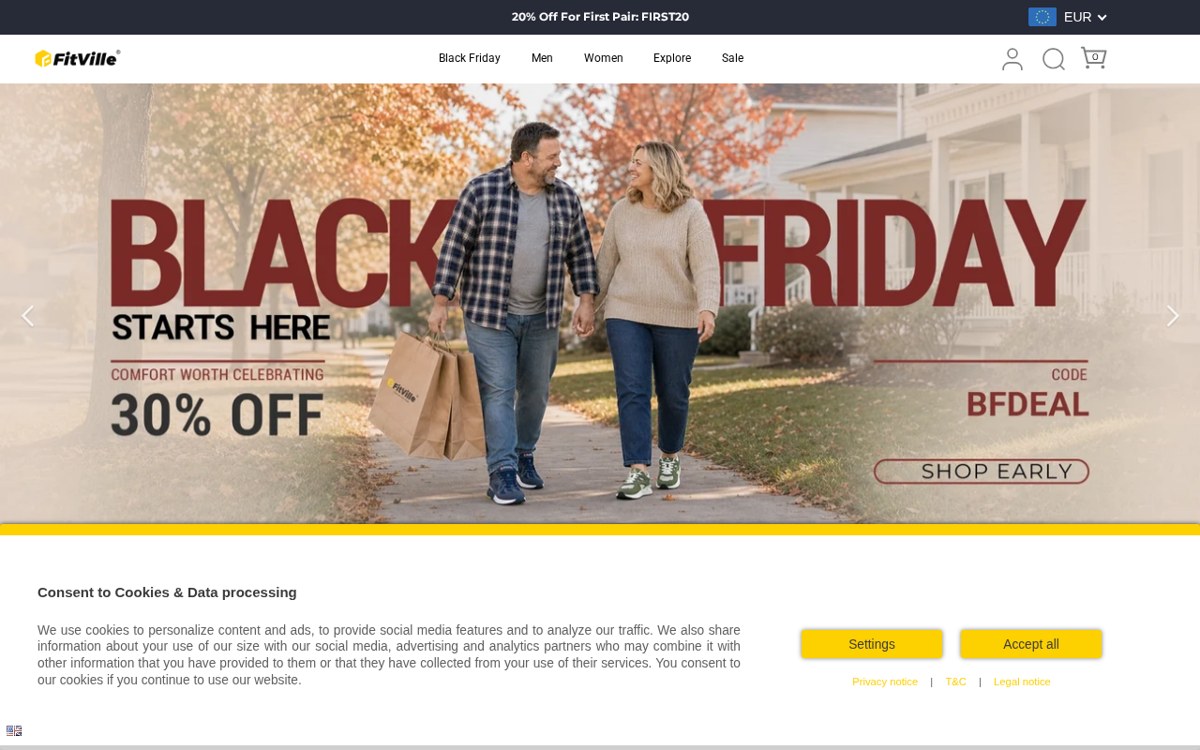 20% Off For First Pair: FIRST20
EUR
FitVille®
Black Friday
Men
Women
Explore
Sale
0
BLACK FRIDAY
STARTS HERE
COMFORT WORTH CELEBRATING
30% OFF
FitVille
CODE
BFDEAL
SHOP EARLY
Consent to Cookies & Data processing
We use cookies to personalize content and ads, to provide social media features and to analyze our traffic. We also share
information about your use of our size with our social media, advertising and analytics partners who may combine it with
other information that you have provided to them or that they have collected from your use of their services. You consent to
our cookies if you continue to use our website.
Settings
Accept all
Privacy notice | T&C | Legal notice